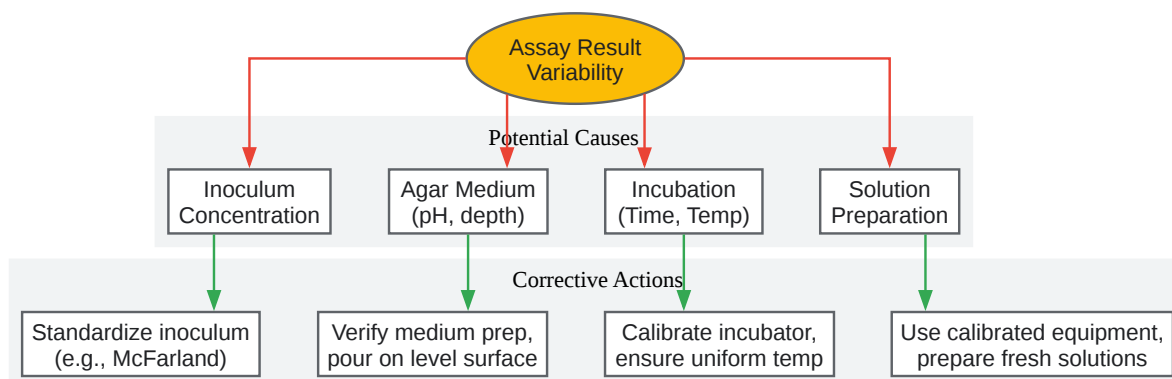 Assay Result
Variability
Potential Causes
Inoculum
Concentration
Agar Medium
(pH, depth)
Incubation
(Time, Temp)
Solution
Preparation
Corrective Actions
Standardize inoculum
(e.g., McFarland)
Verify medium prep,
pour on level surface
Calibrate incubator,
ensure uniform temp
Use calibrated equipment,
prepare fresh solutions